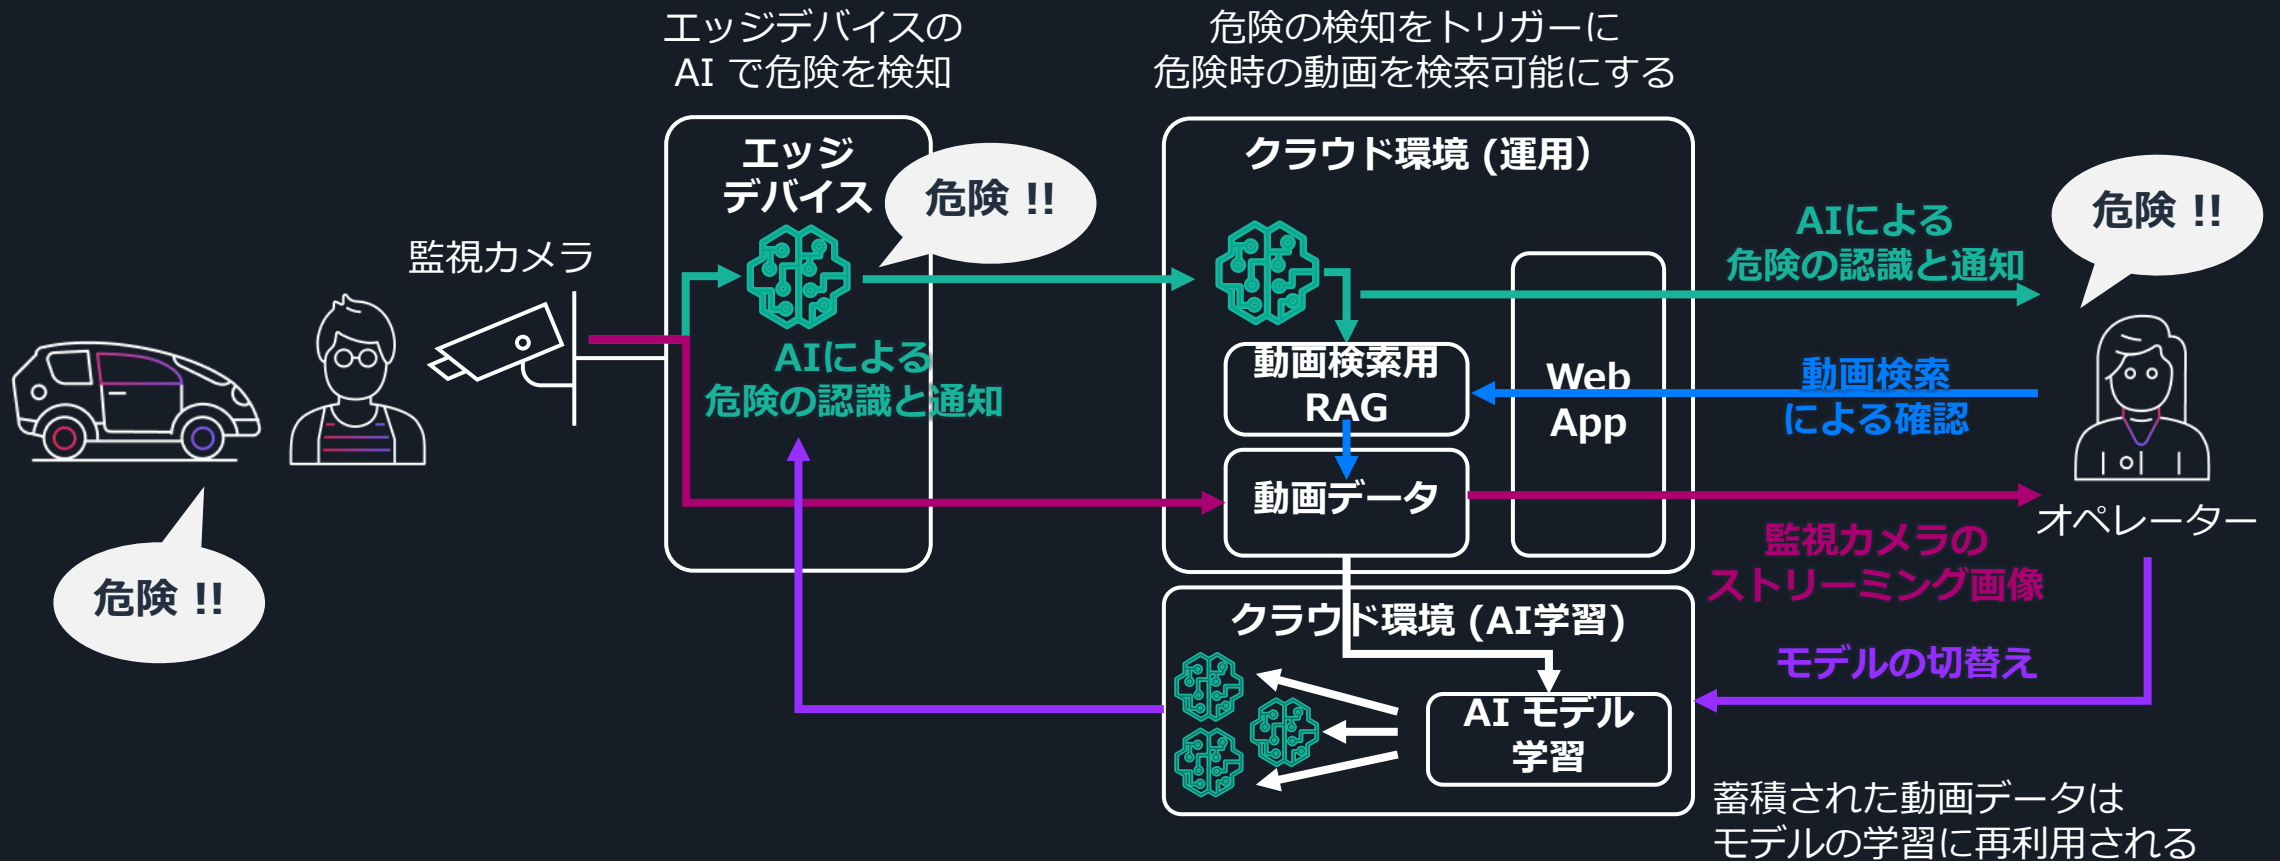 エッジデバイスの
AI で危険を検知
危険の検知をトリガーに
危険時の動画を検索可能にする
エッジ
デバイス
危険 !!
クラウド環境 (運用）
危険 !!
監視カメラ
AIによる
危険の認識と通知
AIによる
危険の認識と通知
動画検索用
RAG
Web
App
動画検索
による確認
動画データ
オペレーター
監視カメラの
ストリーミング画像
危険 !!
クラウド環境 (AI学習)
モデルの切替え
AI モデル
学習
蓄積された動画データは
モデルの学習に再利用される